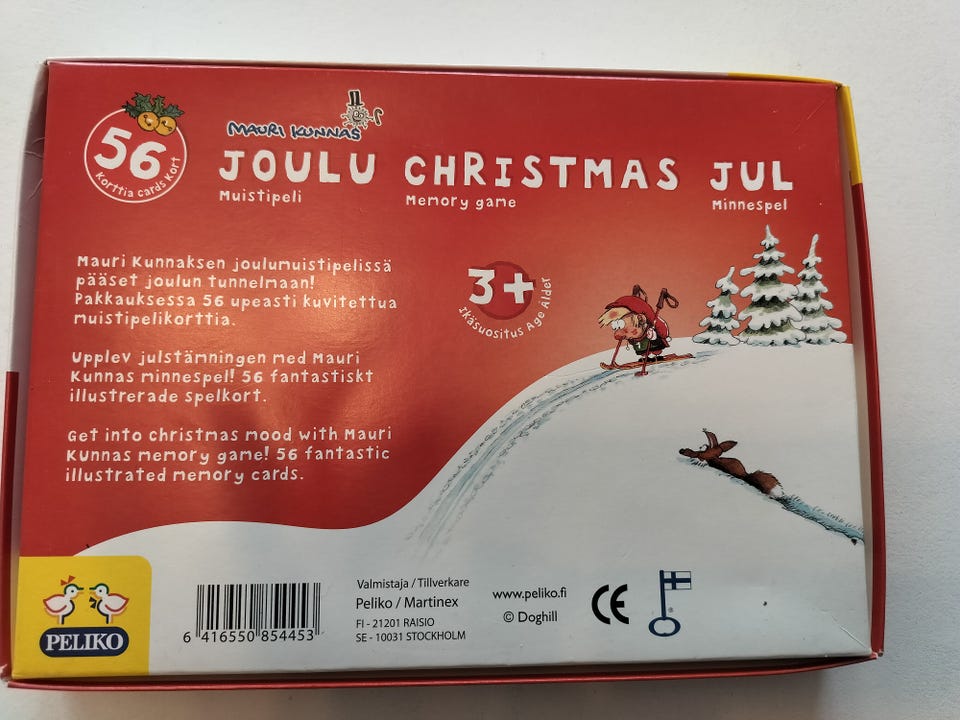 56
Korttia cards Kort
MAURI KUNNAS
JOULU CHRISTMAS JUL
Muistipeli Memory game Minnespel
Mauri Kunnaksen joulumuistipelissä
pääset joulun tunnelmaan!
Pakkauksessa 56 upeasti kuvitettua
muistipelikorttia.
3+
Ikäsuositus Age Ålder
Upplev julstämningen med Mauri
Kunnas minnespel! 56 fantastiskt
illustrerade spelkort.
Get into christmas mood with Mauri
Kunnas memory game! 56 fantastic
illustrated memory cards.
1
PELIKO
6 416550 854453
Valmistaja / Tillverkare
Peliko / Martinex
FI - 21201 RAISIO
SE - 10031 STOCKHOLM
www.peliko.fi
© Doghill
CE